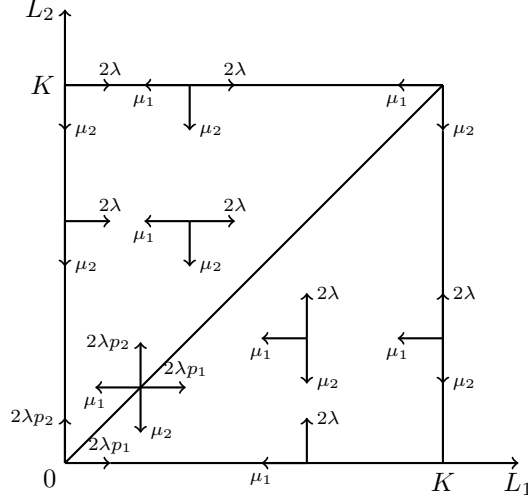 L₂
2λ 2λ
K
μ₁ μ₁
μ₂ μ₂ μ₂
2λ 2λ
μ₁
μ₂ μ₂
2λ 2λ
2λp₂
2λp₁ μ₁ μ₁
μ₁ μ₂ μ₂
2λp₂ μ₂ 2λ
2λp₁
0 μ₁ K L₁